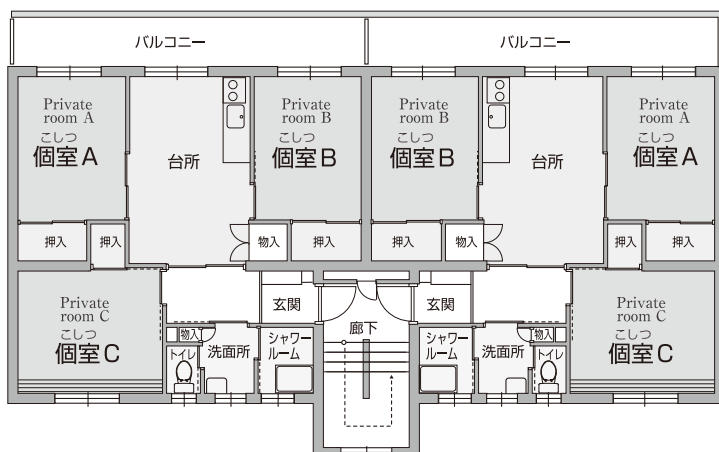 バルコニー
バルコニー
Private
room A
こしつ
個室A
台所
Private
room B
こしつ
個室B
Private
room B
こしつ
個室B
台所
Private
room A
こしつ
個室A
押入
押入
物入
押入
押入
物入
押入
押入
Private
room C
こしつ
個室C
玄関
廊下
玄関
Private
room C
こしつ
個室C
物入
トイレ
洗面所
シャワー
ルーム
シャワー
ルーム
洗面所
物入
トイレ